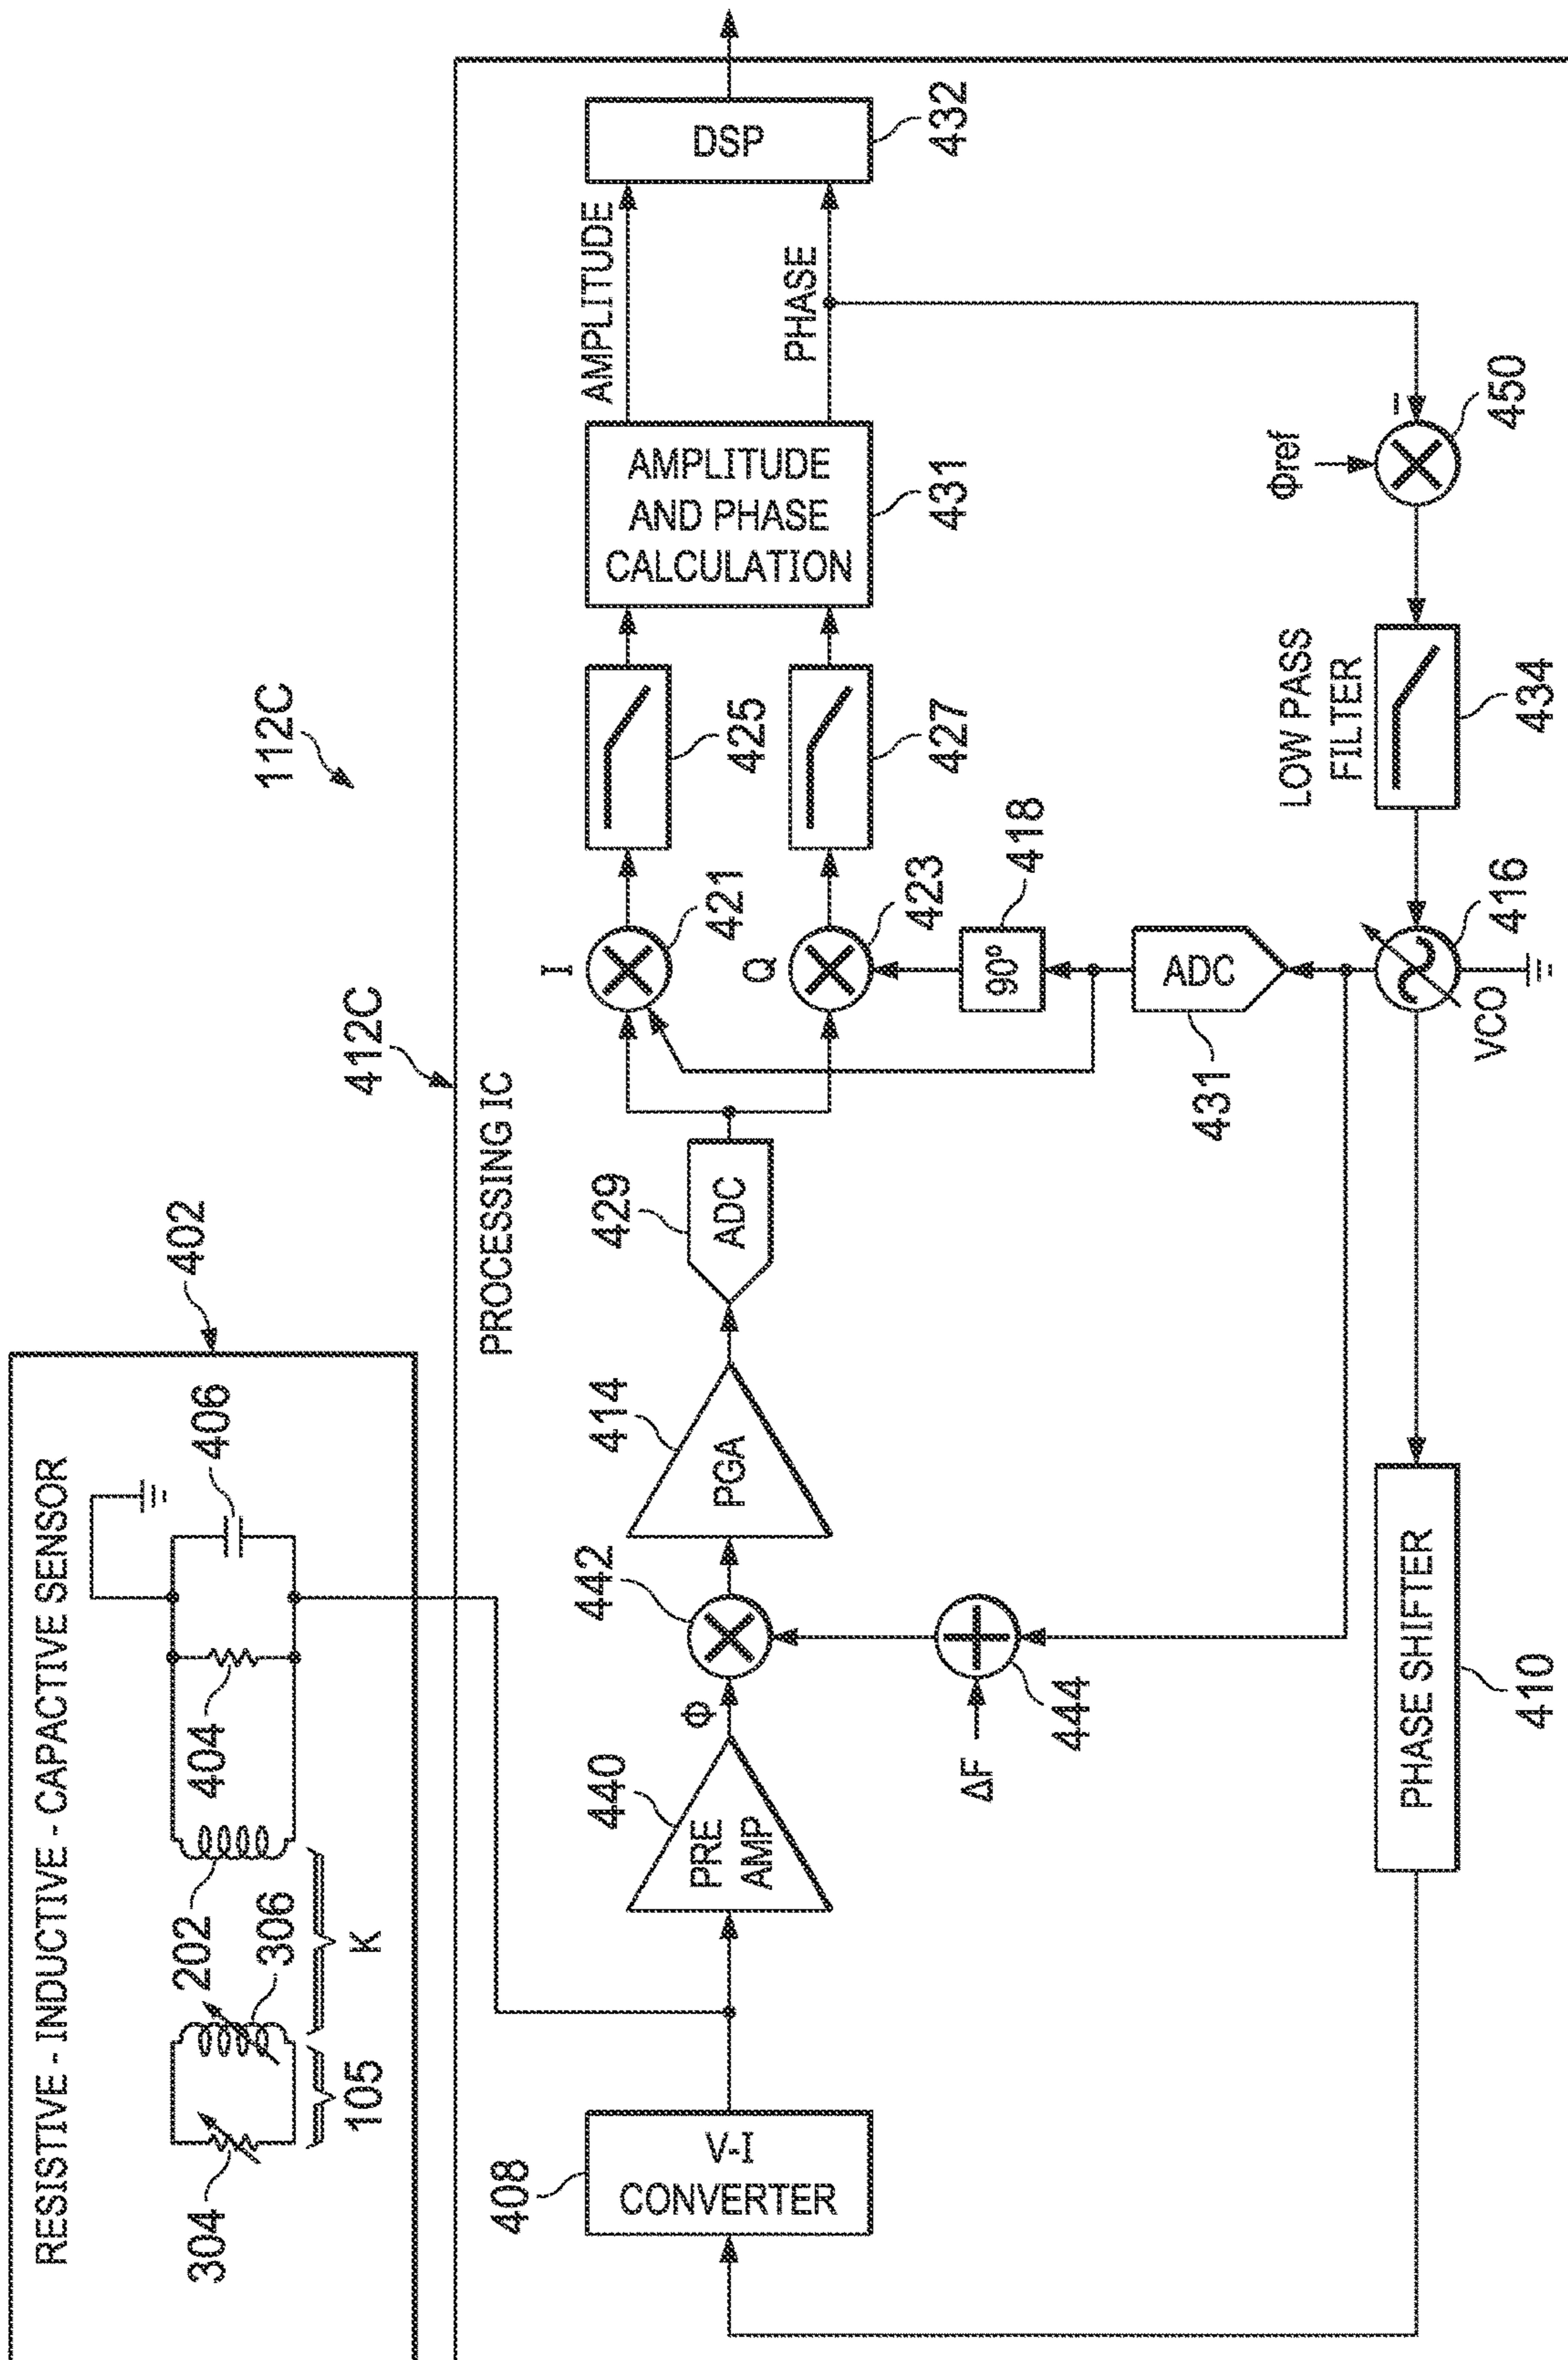 112C
402
RESISTIVE - INDUCTIVE - CAPACTIVE SENSOR
304
105
306
202
K
404
406
412C
PROCESSING IC
408
V-I
CONVERTER
440
PRE
AMP
Φ
442
ΔF
444
414
PGA
429
ADC
I
421
Q
423
90°
418
ADC
431
425
427
AMPLITUDE
AND PHASE
CALCULATION
431
AMPLITUDE
PHASE
DSP
432
PHASE SHIFTER
410
VCO
416
LOW PASS
FILTER
434
Φref
–
450